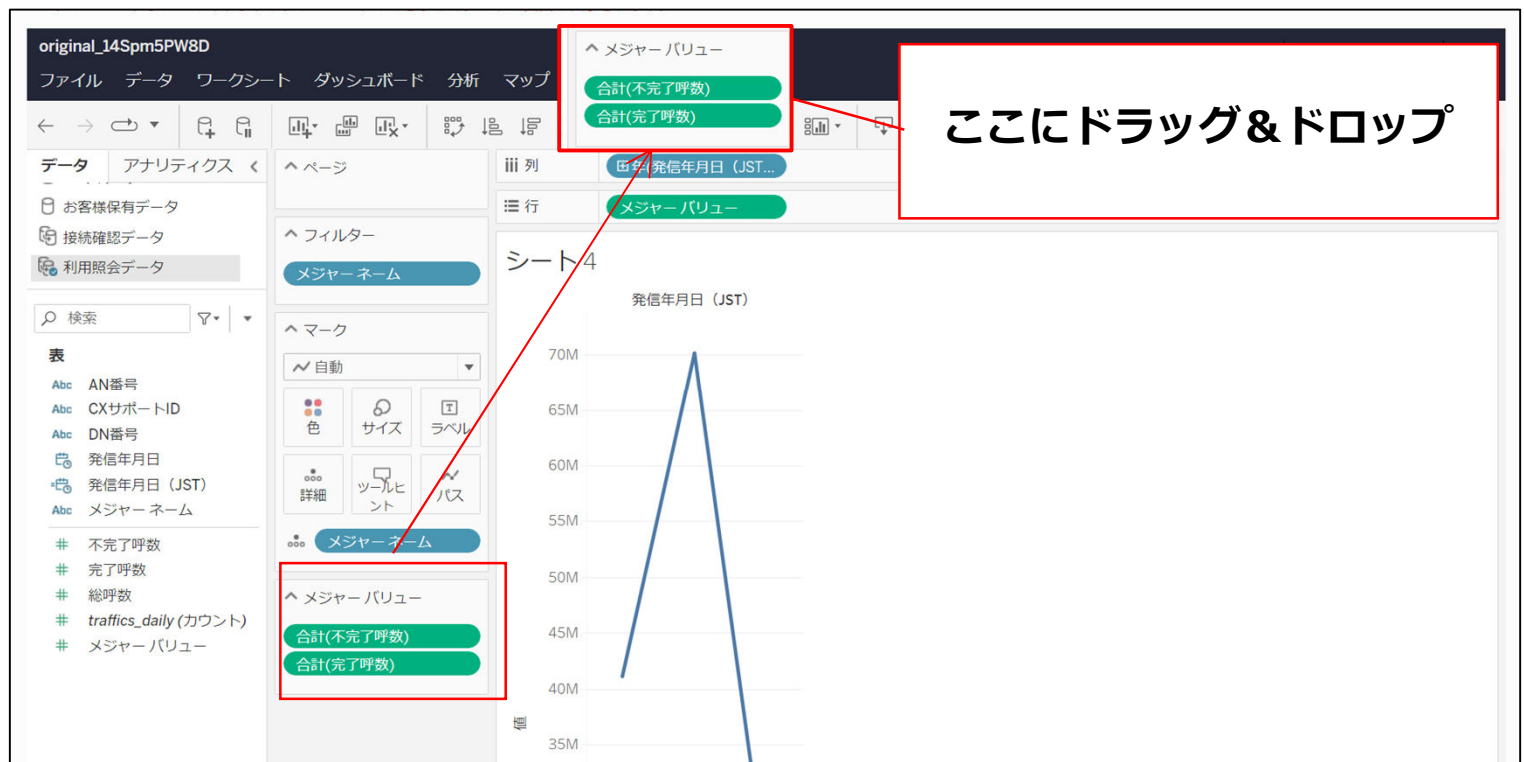 original_14Spm5PW8D
ファイル データ ワークシート ダッシュボード 分析 マップ
メジャー バリュー
合計(不完了呼数)
合計(完了呼数)
ここにドラッグ&ドロップ
データ アナリティクス
お客様保有データ
接続確認データ
利用照会データ
検索
表
Abc AN番号
Abc CXサポートID
Abc DN番号
発信年月日
発信年月日（JST）
Abc メジャー ネーム
# 不完了呼数
# 完了呼数
# 総呼数
# traffics_daily (カウント)
# メジャー バリュー
ページ
フィルター
メジャー ネーム
マーク
自動
色 サイズ ラベル
詳細 ツールヒント パス
メジャー ネーム
メジャー バリュー
合計(不完了呼数)
合計(完了呼数)
列 年(発信年月日（JST...
行 メジャー バリュー
シート 4
発信年月日（JST）
70M
65M
60M
55M
50M
45M
40M
35M
値